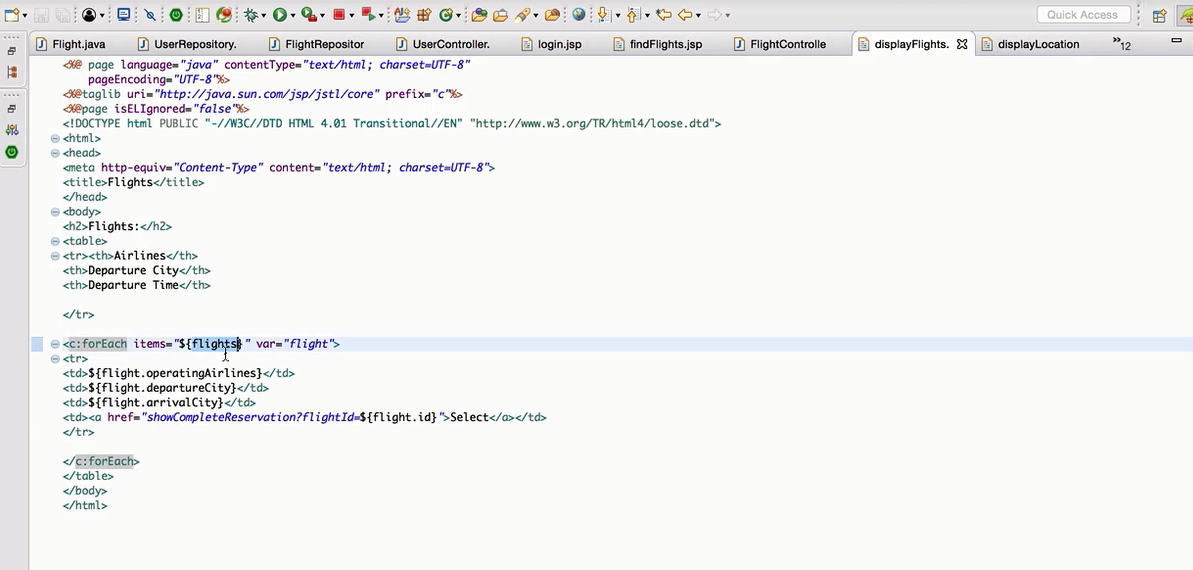 Quick Access
Flight.java UserRepository. FlightRepositor UserController. login.jsp findFlights.jsp FlightControlle displayFlights. displayLocation »12
<%@ page language="java" contentType="text/html; charset=UTF-8"
pageEncoding="UTF-8"%>
<%@taglib uri="http://java.sun.com/jsp/jstl/core" prefix="c"%>
<%@page isELIgnored="false"%>
<!DOCTYPE html PUBLIC "-//W3C//DTD HTML 4.01 Transitional//EN" "http://www.w3.org/TR/html4/loose.dtd">
<html>
<head>
<meta http-equiv="Content-Type" content="text/html; charset=UTF-8">
<title>Flights</title>
</head>
<body>
<h2>Flights:</h2>
<table>
<tr><th>Airlines</th>
<th>Departure City</th>
<th>Departure Time</th>
</tr>
<c:forEach items="${flights}" var="flight">
<tr>
<td>${flight.operatingAirlines}</td>
<td>${flight.departureCity}</td>
<td>${flight.arrivalCity}</td>
<td><a href="showCompleteReservation?flightId=${flight.id}">Select</a></td>
</tr>
</c:forEach>
</table>
</body>
</html>